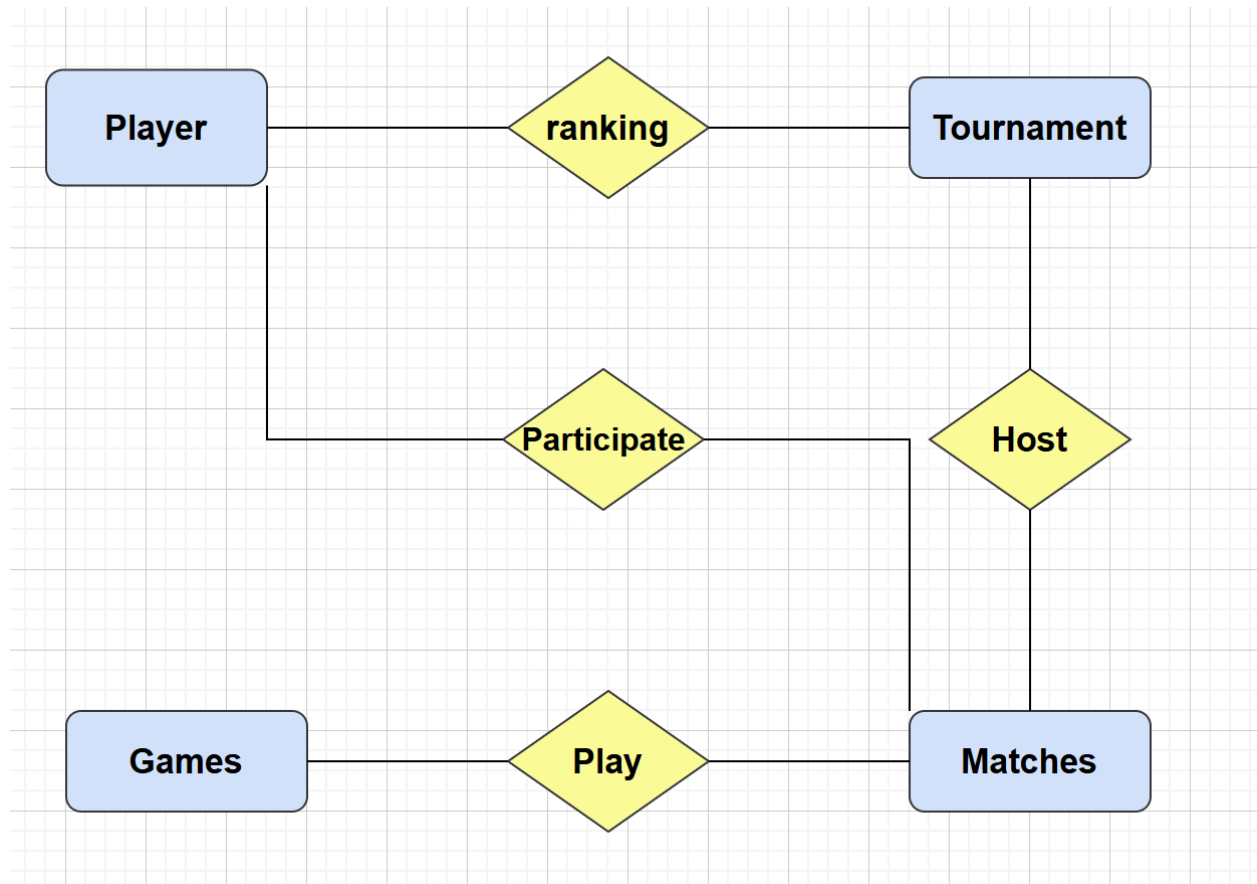 Player
ranking
Tournament
Participate
Host
Games
Play
Matches